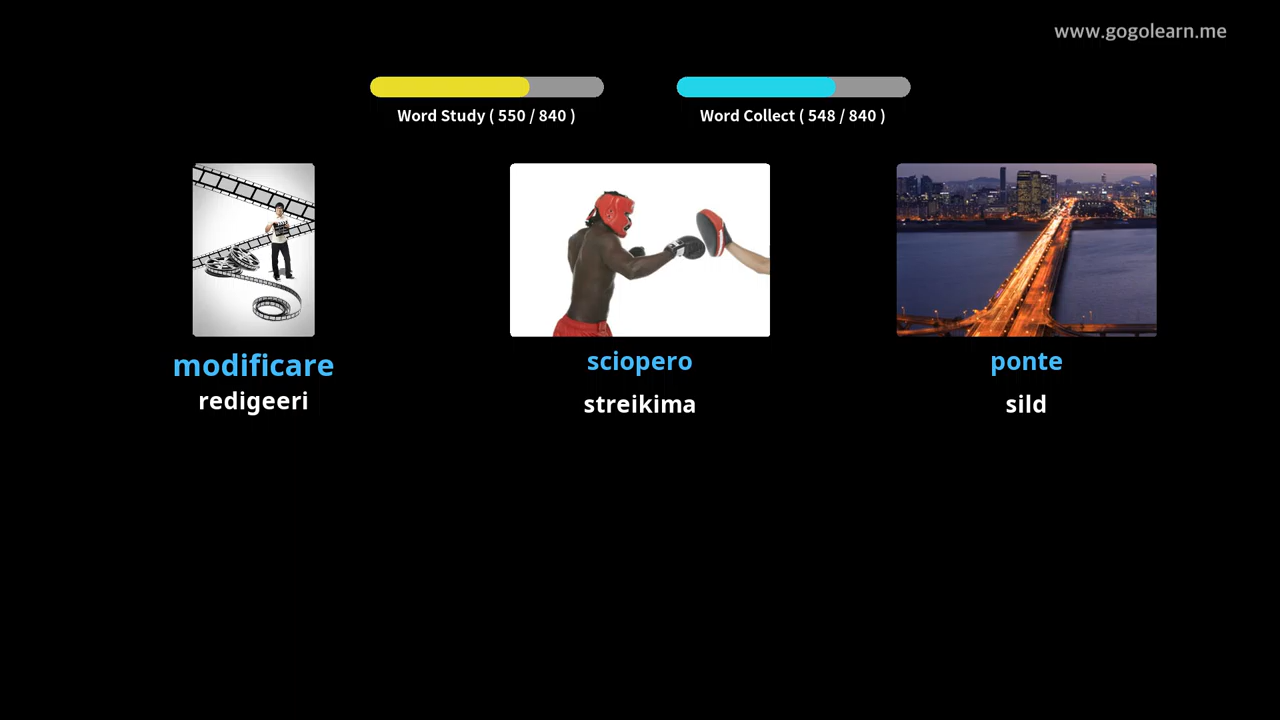 www.gogolearn.me
Word Study ( 550 / 840 )
Word Collect ( 548 / 840 )
modificare
redigeeri
sciopero
streikima
ponte
sild